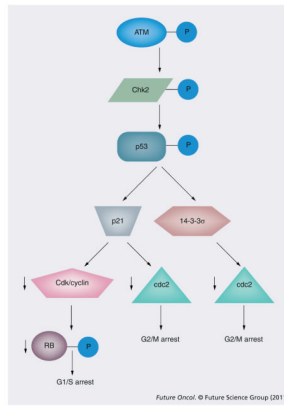 ATM P
Chk2 P
p53 P
p21 14-3-3σ
Cdk/cyclin cdc2 cdc2
RB P G2/M arrest G2/M arrest
G1/S arrest
Future Oncol. © Future Science Group (201